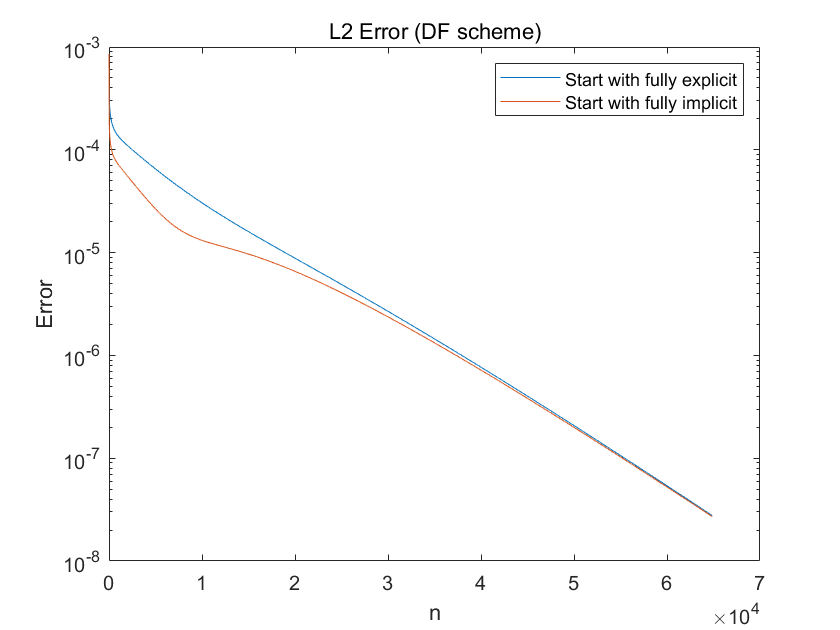 L2 Error (DF scheme)
Start with fully explicit
Start with fully implicit
Error
10^-3
10^-4
10^-5
10^-6
10^-7
10^-8
0 1 2 3 4 5 6 7
×10^4
n